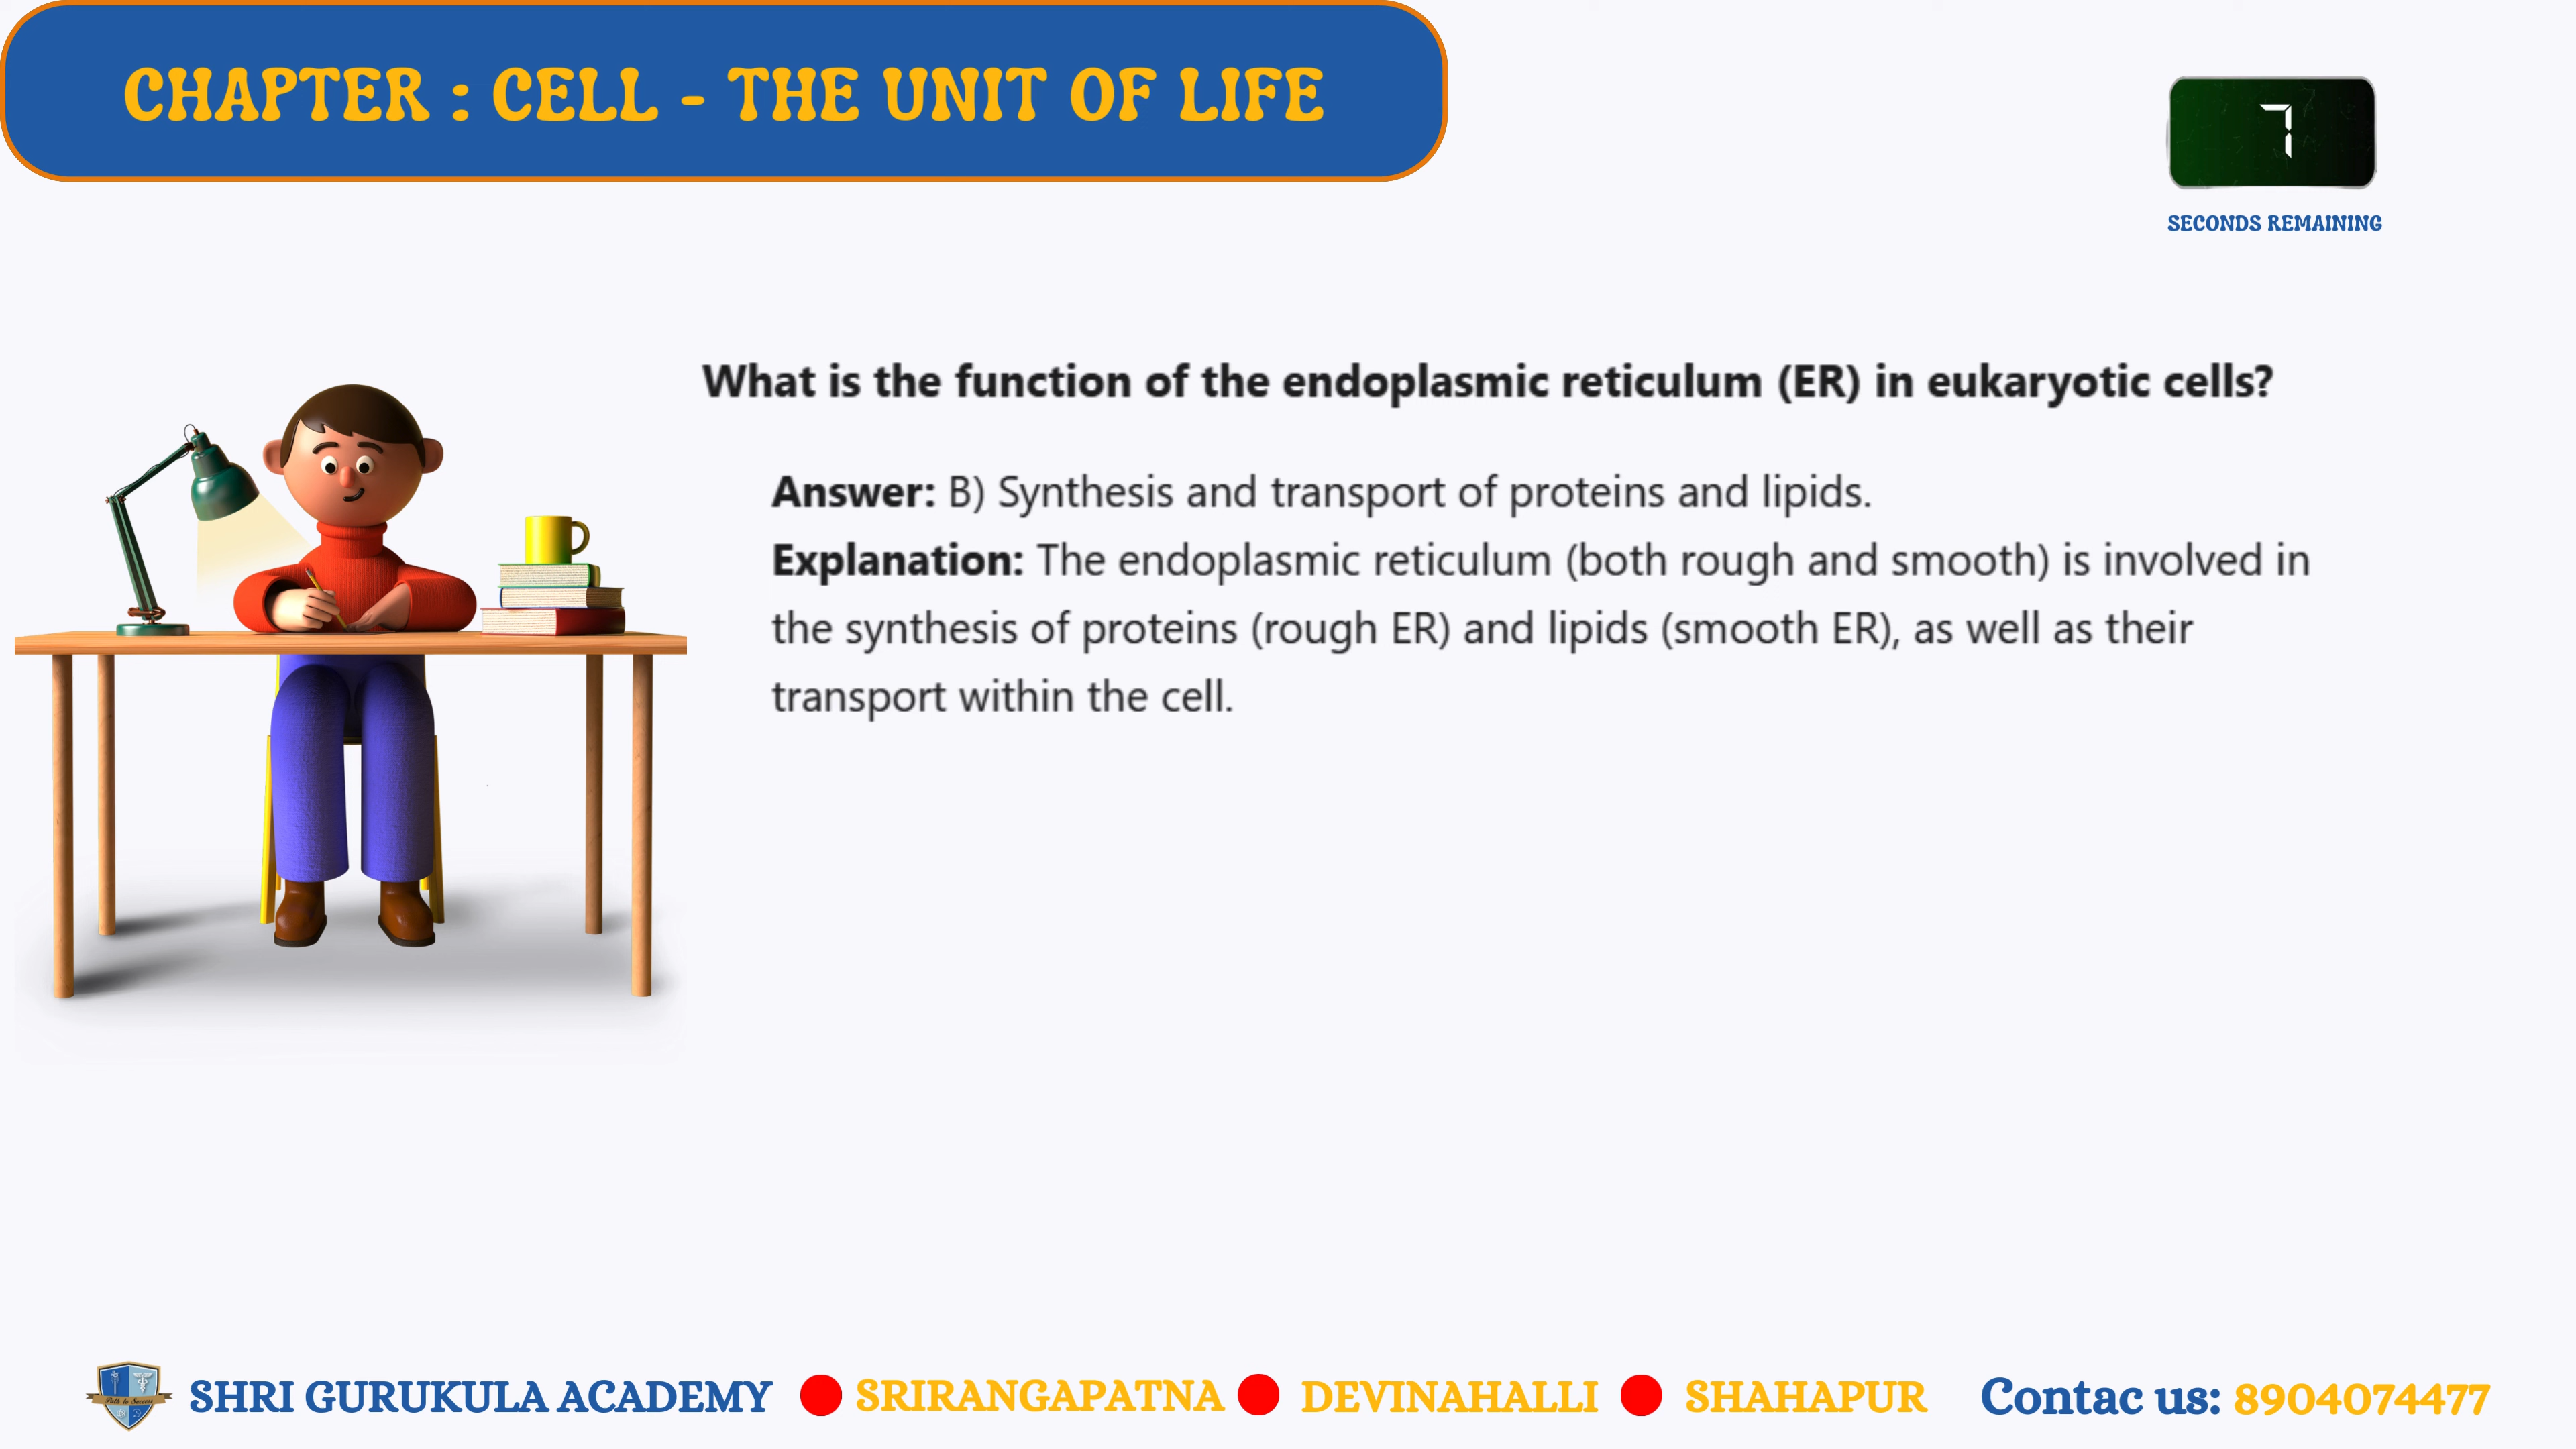 CHAPTER : CELL - THE UNIT OF LIFE
7
SECONDS REMAINING
What is the function of the endoplasmic reticulum (ER) in eukaryotic cells?
Answer: B) Synthesis and transport of proteins and lipids.
Explanation: The endoplasmic reticulum (both rough and smooth) is involved in
the synthesis of proteins (rough ER) and lipids (smooth ER), as well as their
transport within the cell.
Path to Success
SHRI GURUKULA ACADEMY SRIRANGAPATNA DEVINAHALLI SHAHAPUR Contac us: 8904074477